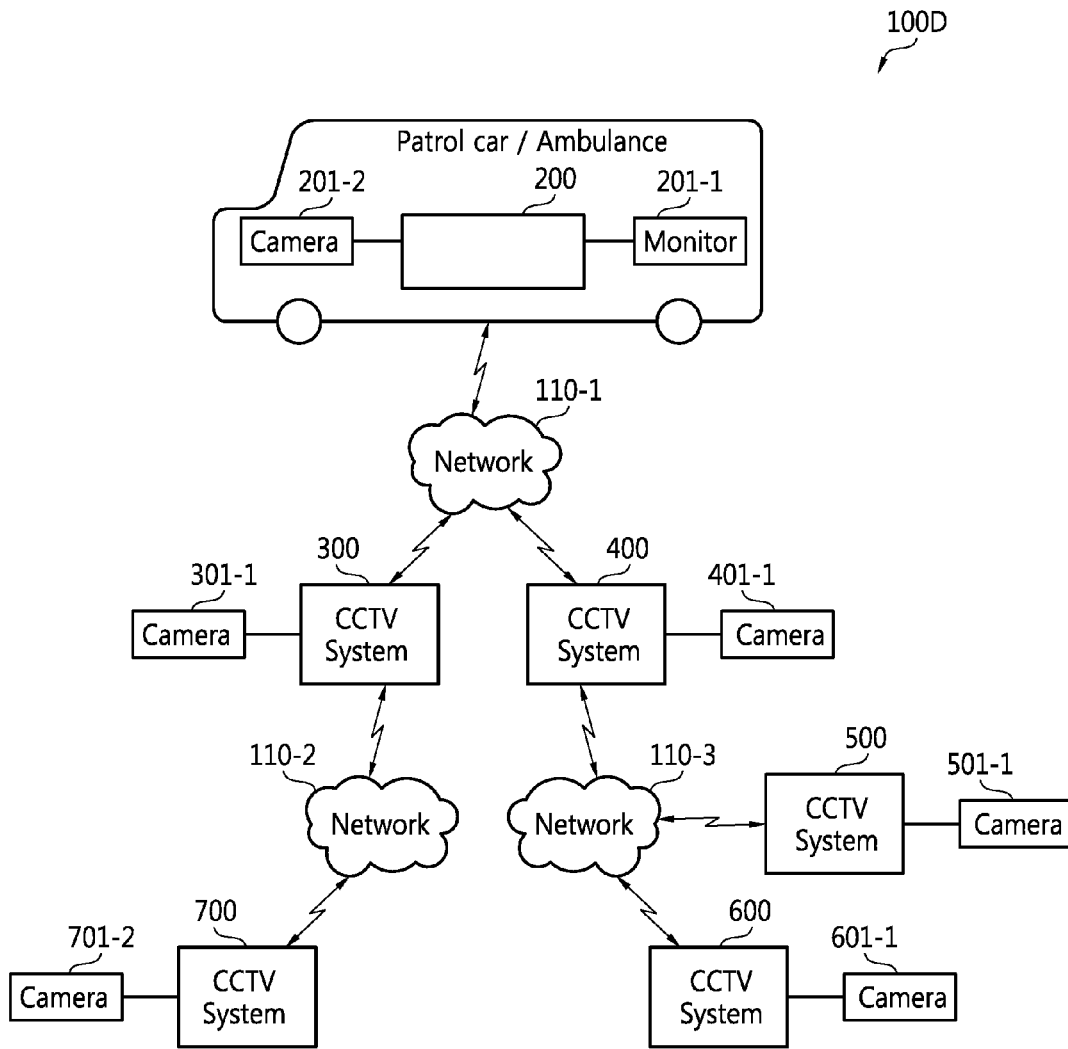 100D
Patrol car / Ambulance
201-2
200
201-1
Camera
Monitor
110-1
Network
300
400
301-1
401-1
Camera
CCTV
System
CCTV
System
Camera
110-2
110-3
500
501-1
Network
Network
CCTV
System
Camera
700
600
701-2
601-1
Camera
CCTV
System
CCTV
System
Camera